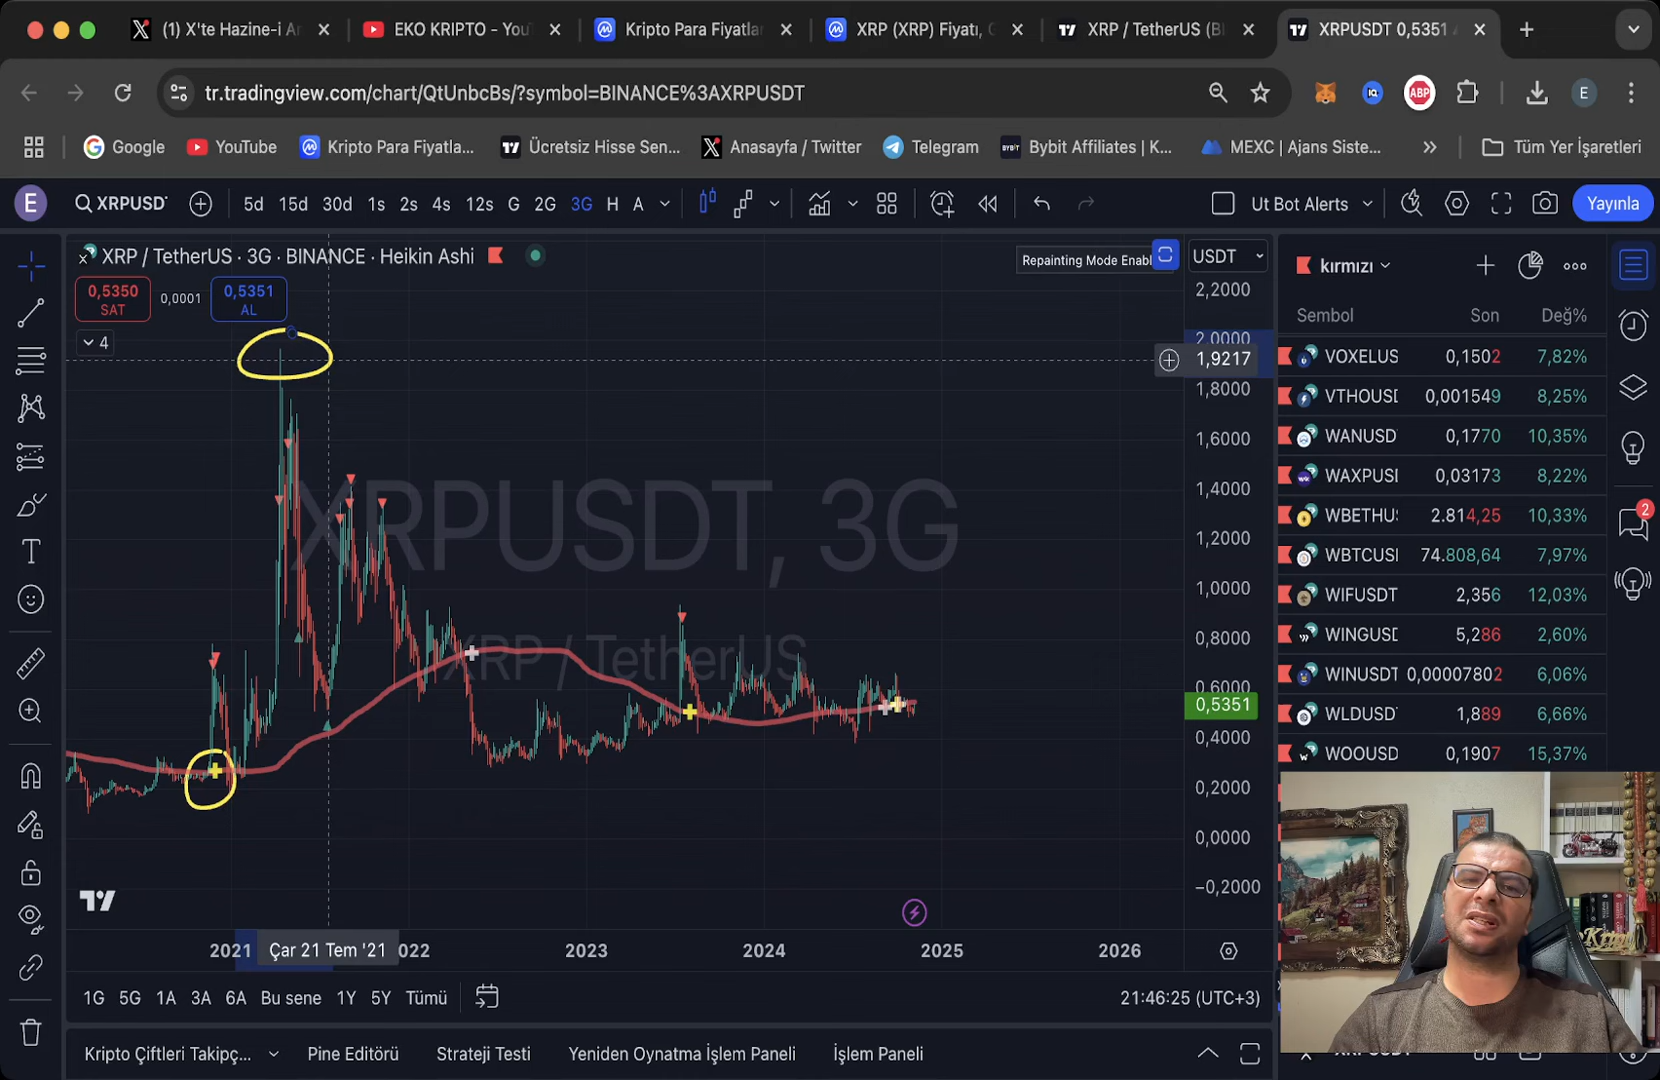 (1) X'te Hazine-i Ar
EKO KRIPTO - You
Kripto Para Fiyatlar
XRP (XRP) Fiyatı, G
XRP / TetherUS (B
XRPUSDT 0,5351
tr.tradingview.com/chart/QtUnbcBs/?symbol=BINANCE%3AXRPUSDT
ABP
E
Google
YouTube
Kripto Para Fiyatla...
Ücretsiz Hisse Sen...
Anasayfa / Twitter
Telegram
BYBIT
Bybit Affiliates | K...
MEXC | Ajans Siste...
Tüm Yer İşaretleri
E
XRPUSDT
5d
15d
30d
1s
2s
4s
12s
G
2G
3G
H
A
Ut Bot Alerts
Yayınla
XRP / TetherUS · 3G · BINANCE · Heikin Ashi
Repainting Mode Enabl
USDT
kırmızı
0,5350
SAT
0,0001
0,5351
AL
4
XRPUSDT, 3G
XRP / TetherUS
2,2000
2,0000
1,9217
1,8000
1,6000
1,4000
1,2000
1,0000
0,8000
0,6000
0,5351
0,4000
0,2000
0,0000
−0,2000
Sembol
Son
Değ%
VOXELUS 0,1502 7,82%
VTHOUSD 0,001549 8,25%
WANUSD 0,1770 10,35%
WAXPUSI 0,03173 8,22%
WBETHU 2.814,25 10,33%
WBTCUS 74.808,64 7,97%
WIFUSDT 2,356 12,03%
WINGUSD 5,286 2,60%
WINUSDT 0,00007802 6,06%
WLDUSD 1,889 6,66%
WOOUSD 0,1907 15,37%
2
2021
Çar 21 Tem '21
022
2023
2024
2025
2026
1G
5G
1A
3A
6A
Bu sene
1Y
5Y
Tümü
21:46:25 (UTC+3)
Kripto Çiftleri Takipç...
Pine Editörü
Strateji Testi
Yeniden Oynatma İşlem Paneli
İşlem Paneli